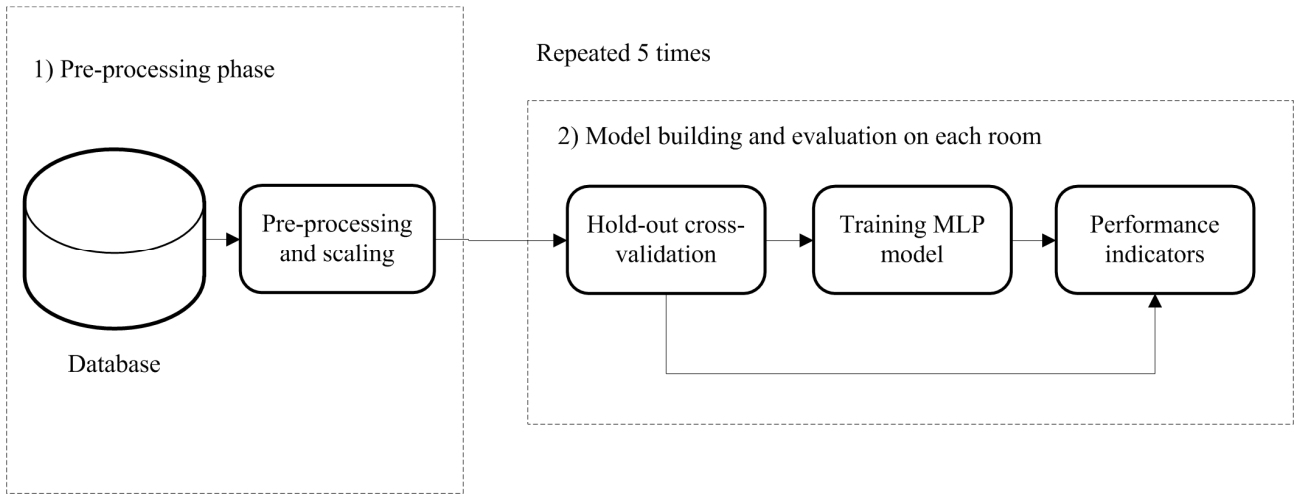 1) Pre-processing phase
Database
Pre-processing
and scaling
Repeated 5 times
2) Model building and evaluation on each room
Hold-out cross-
validation
Training MLP
model
Performance
indicators